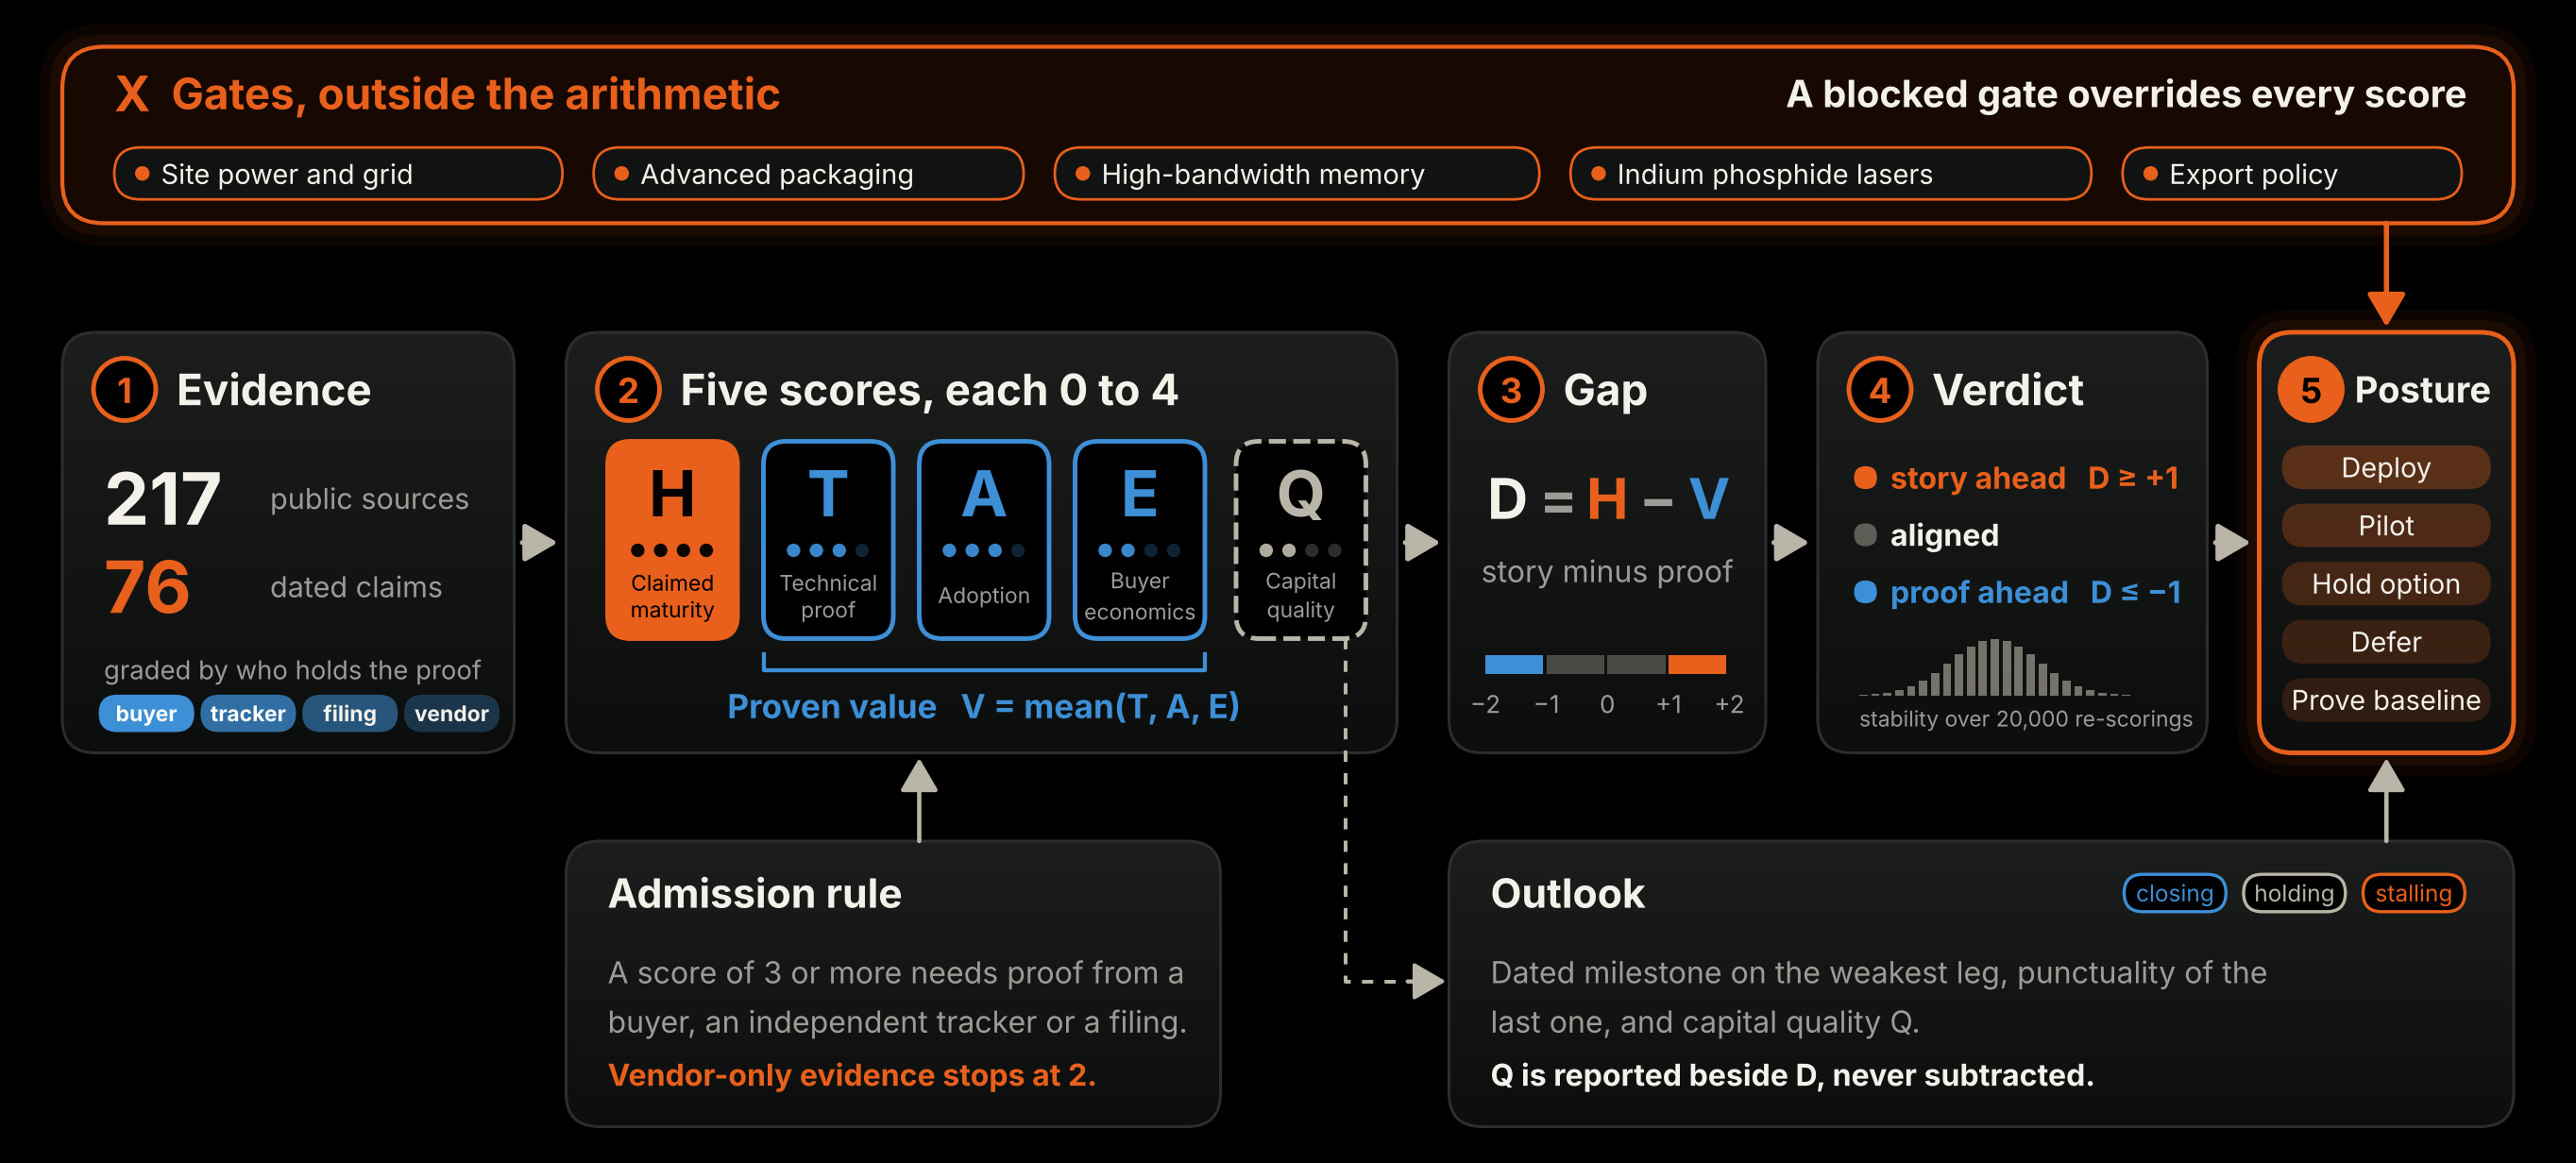 X Gates, outside the arithmetic
A blocked gate overrides every score
Site power and grid
Advanced packaging
High-bandwidth memory
Indium phosphide lasers
Export policy
1 Evidence
217 public sources
76 dated claims
graded by who holds the proof
buyer tracker filing vendor
2 Five scores, each 0 to 4
H
Claimed
maturity
T
Technical
proof
A
Adoption
E
Buyer
economics
Q
Capital
quality
Proven value V = mean(T, A, E)
3 Gap
D = H − V
story minus proof
−2 −1 0 +1 +2
4 Verdict
story ahead D ≥ +1
aligned
proof ahead D ≤ −1
stability over 20,000 re-scorings
5 Posture
Deploy
Pilot
Hold option
Defer
Prove baseline
Admission rule
A score of 3 or more needs proof from a
buyer, an independent tracker or a filing.
Vendor-only evidence stops at 2.
Outlook
closing holding stalling
Dated milestone on the weakest leg, punctuality of the
last one, and capital quality Q.
Q is reported beside D, never subtracted.